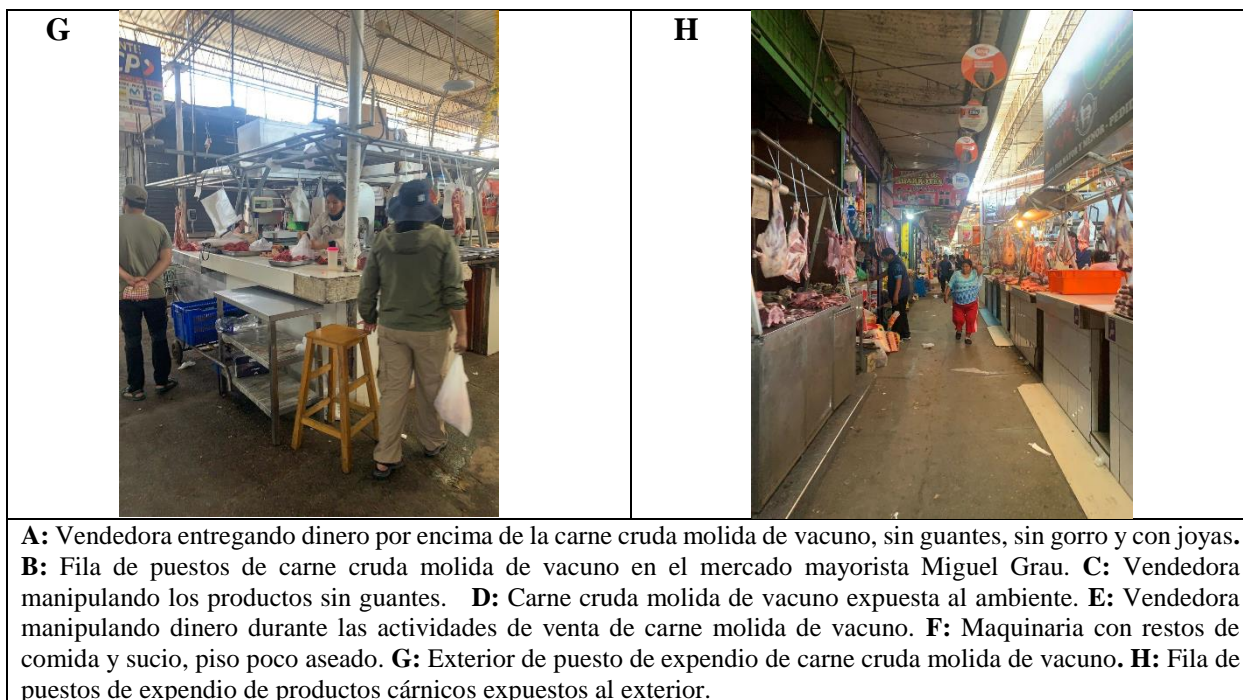 G
H
CP>
MAYOR Y MENOR - PEDI
A: Vendedora entregando dinero por encima de la carne cruda molida de vacuno, sin guantes, sin gorro y con joyas.
B: Fila de puestos de carne cruda molida de vacuno en el mercado mayorista Miguel Grau. C: Vendedora
manipulando los productos sin guantes. D: Carne cruda molida de vacuno expuesta al ambiente. E: Vendedora
manipulando dinero durante las actividades de venta de carne molida de vacuno. F: Maquinaria con restos de
comida y sucio, piso poco aseado. G: Exterior de puesto de expendio de carne cruda molida de vacuno. H: Fila de
puestos de expendio de productos cárnicos expuestos al exterior.